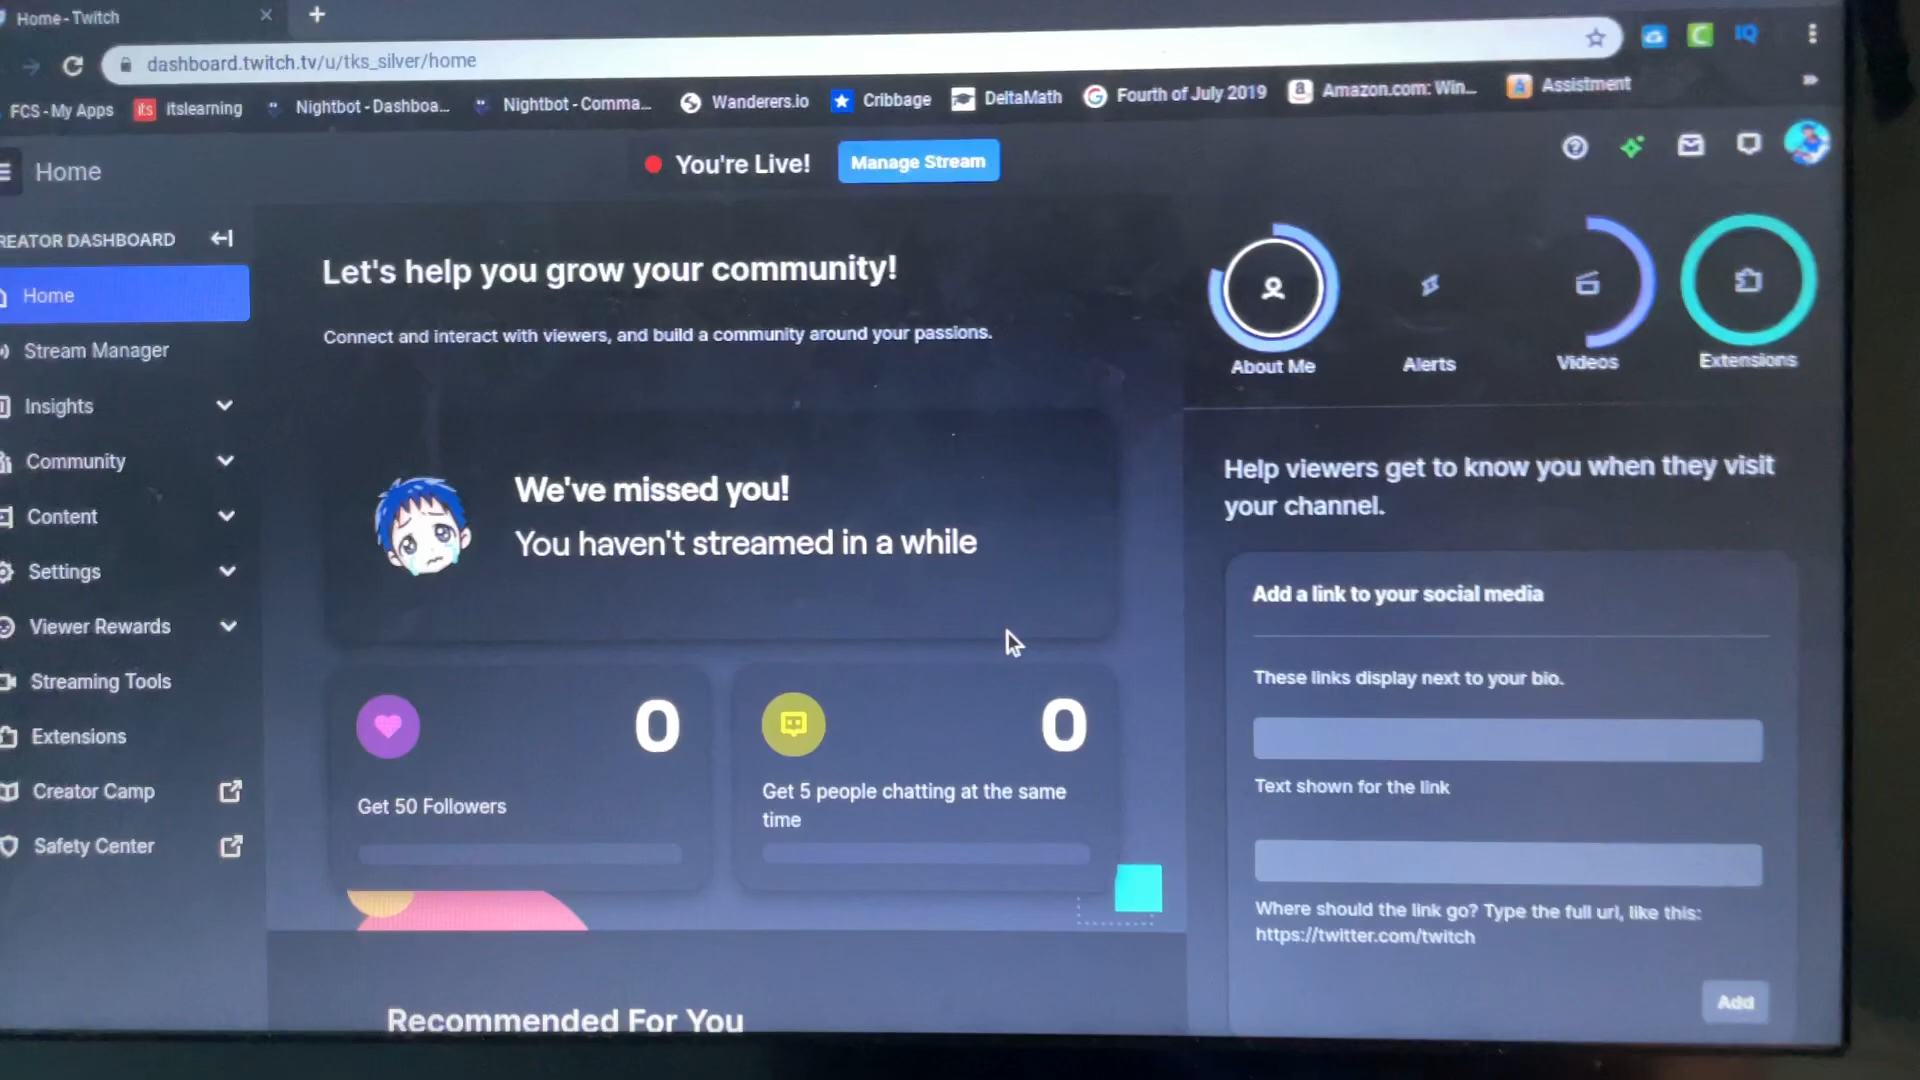 Home - Twitch
dashboard.twitch.tv/u/tks_silver/home
IQ
FCS - My Apps
its
itslearning
Nightbot - Dashboa...
Nightbot - Comma...
Wanderers.io
Cribbage
DeltaMath
Fourth of July 2019
Amazon.com: Win...
Assistment
Home
You're Live!
Manage Stream
REATOR DASHBOARD
Home
Stream Manager
Insights
Community
Content
Settings
Viewer Rewards
Streaming Tools
Extensions
Creator Camp
Safety Center
Let's help you grow your community!
Connect and interact with viewers, and build a community around your passions.
We've missed you!
You haven't streamed in a while
0
Get 50 Followers
0
Get 5 people chatting at the same
time
Recommended For You
About Me
Alerts
Videos
Extensions
Help viewers get to know you when they visit
your channel.
Add a link to your social media
These links display next to your bio.
Text shown for the link
Where should the link go? Type the full url, like this:
https://twitter.com/twitch
Add